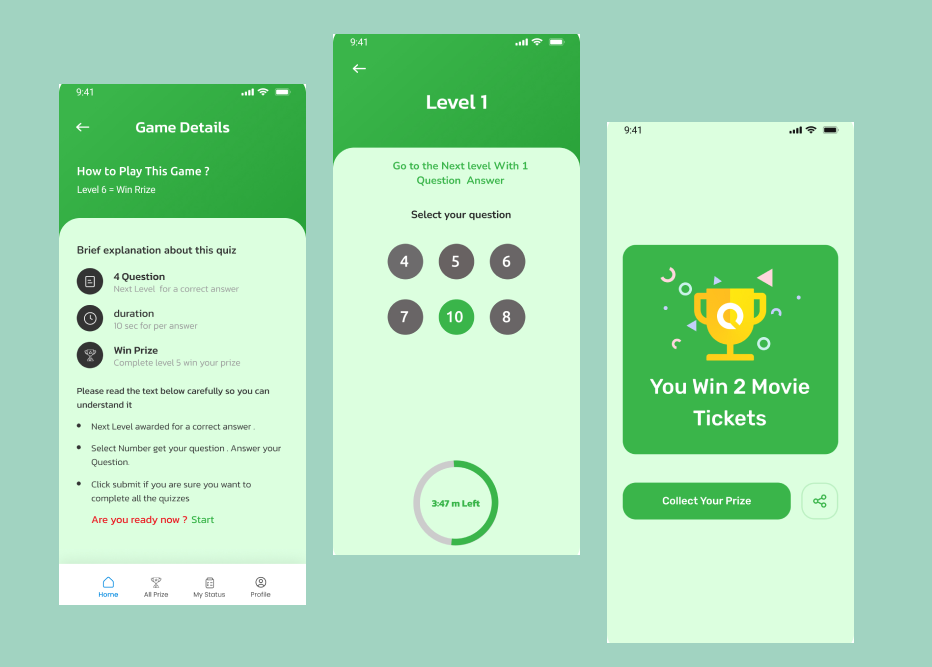 9:41
Game Details
How to Play This Game ?
Level 6 = Win Rrize
Brief explanation about this quiz
4 Question
Next Level for a correct answer
duration
10 sec for per answer
Win Prize
Complete level 5 win your prize
Please read the text below carefully so you can
understand it
Next Level awarded for a correct answer .
Select Number get your question . Answer your
Question.
Click submit if you are sure you want to
complete all the quizzes
Are you ready now ? Start
Home All Prize My Status Profile
9:41
Level 1
Go to the Next level With 1
Question Answer
Select your question
4 5 6
7 10 8
3:47 m Left
9:41
You Win 2 Movie
Tickets
Collect Your Prize